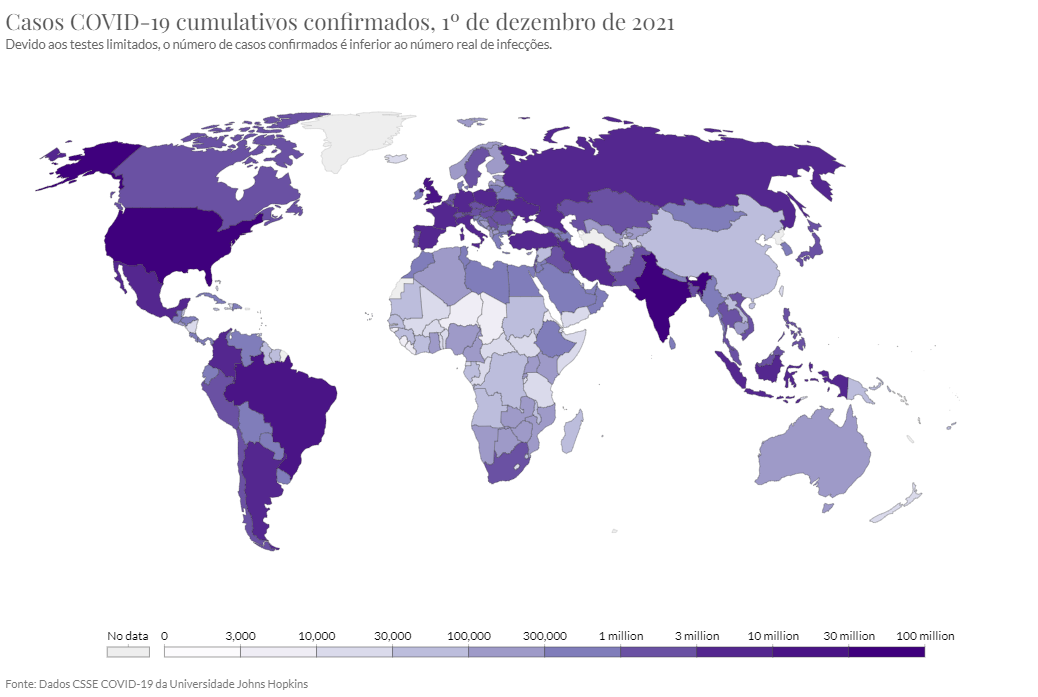 Casos COVID-19 cumulativos confirmados, 1º de dezembro de 2021
Devido aos testes limitados, o número de casos confirmados é inferior ao número real de infecções.
No data 0 3,000 10,000 30,000 100,000 300,000 1 million 3 million 10 million 30 million 100 million
Fonte: Dados CSSE COVID-19 da Universidade Johns Hopkins